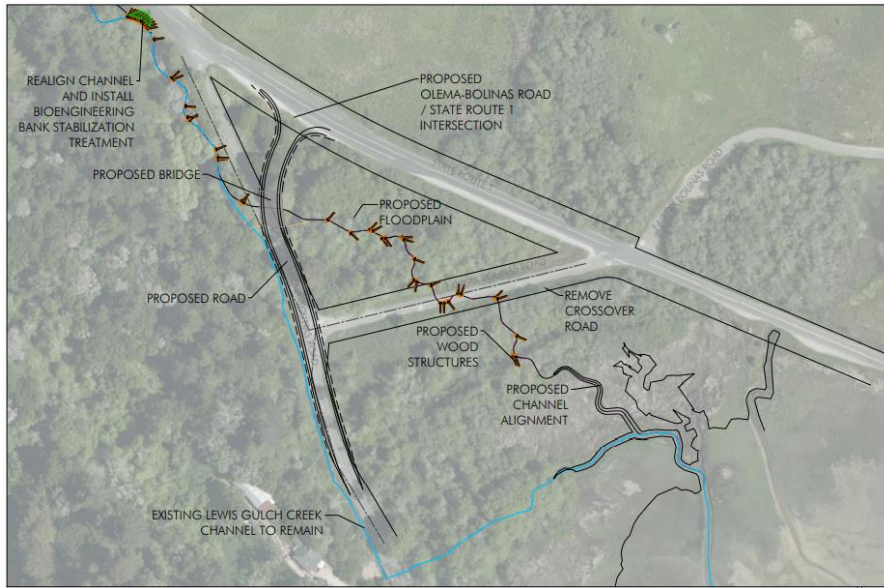 REALIGN CHANNEL
AND INSTALL
BIOENGINEERING
BANK STABILIZATION
TREATMENT
PROPOSED
OLEMA-BOLINAS ROAD
/ STATE ROUTE 1
INTERSECTION
PROPOSED BRIDGE
PROPOSED
FLOODPLAIN
BOLINAS ROAD
PROPOSED ROAD
REMOVE
CROSSOVER
ROAD
PROPOSED
WOOD
STRUCTURES
PROPOSED
CHANNEL
ALIGNMENT
EXISTING LEWIS GULCH CREEK
CHANNEL TO REMAIN